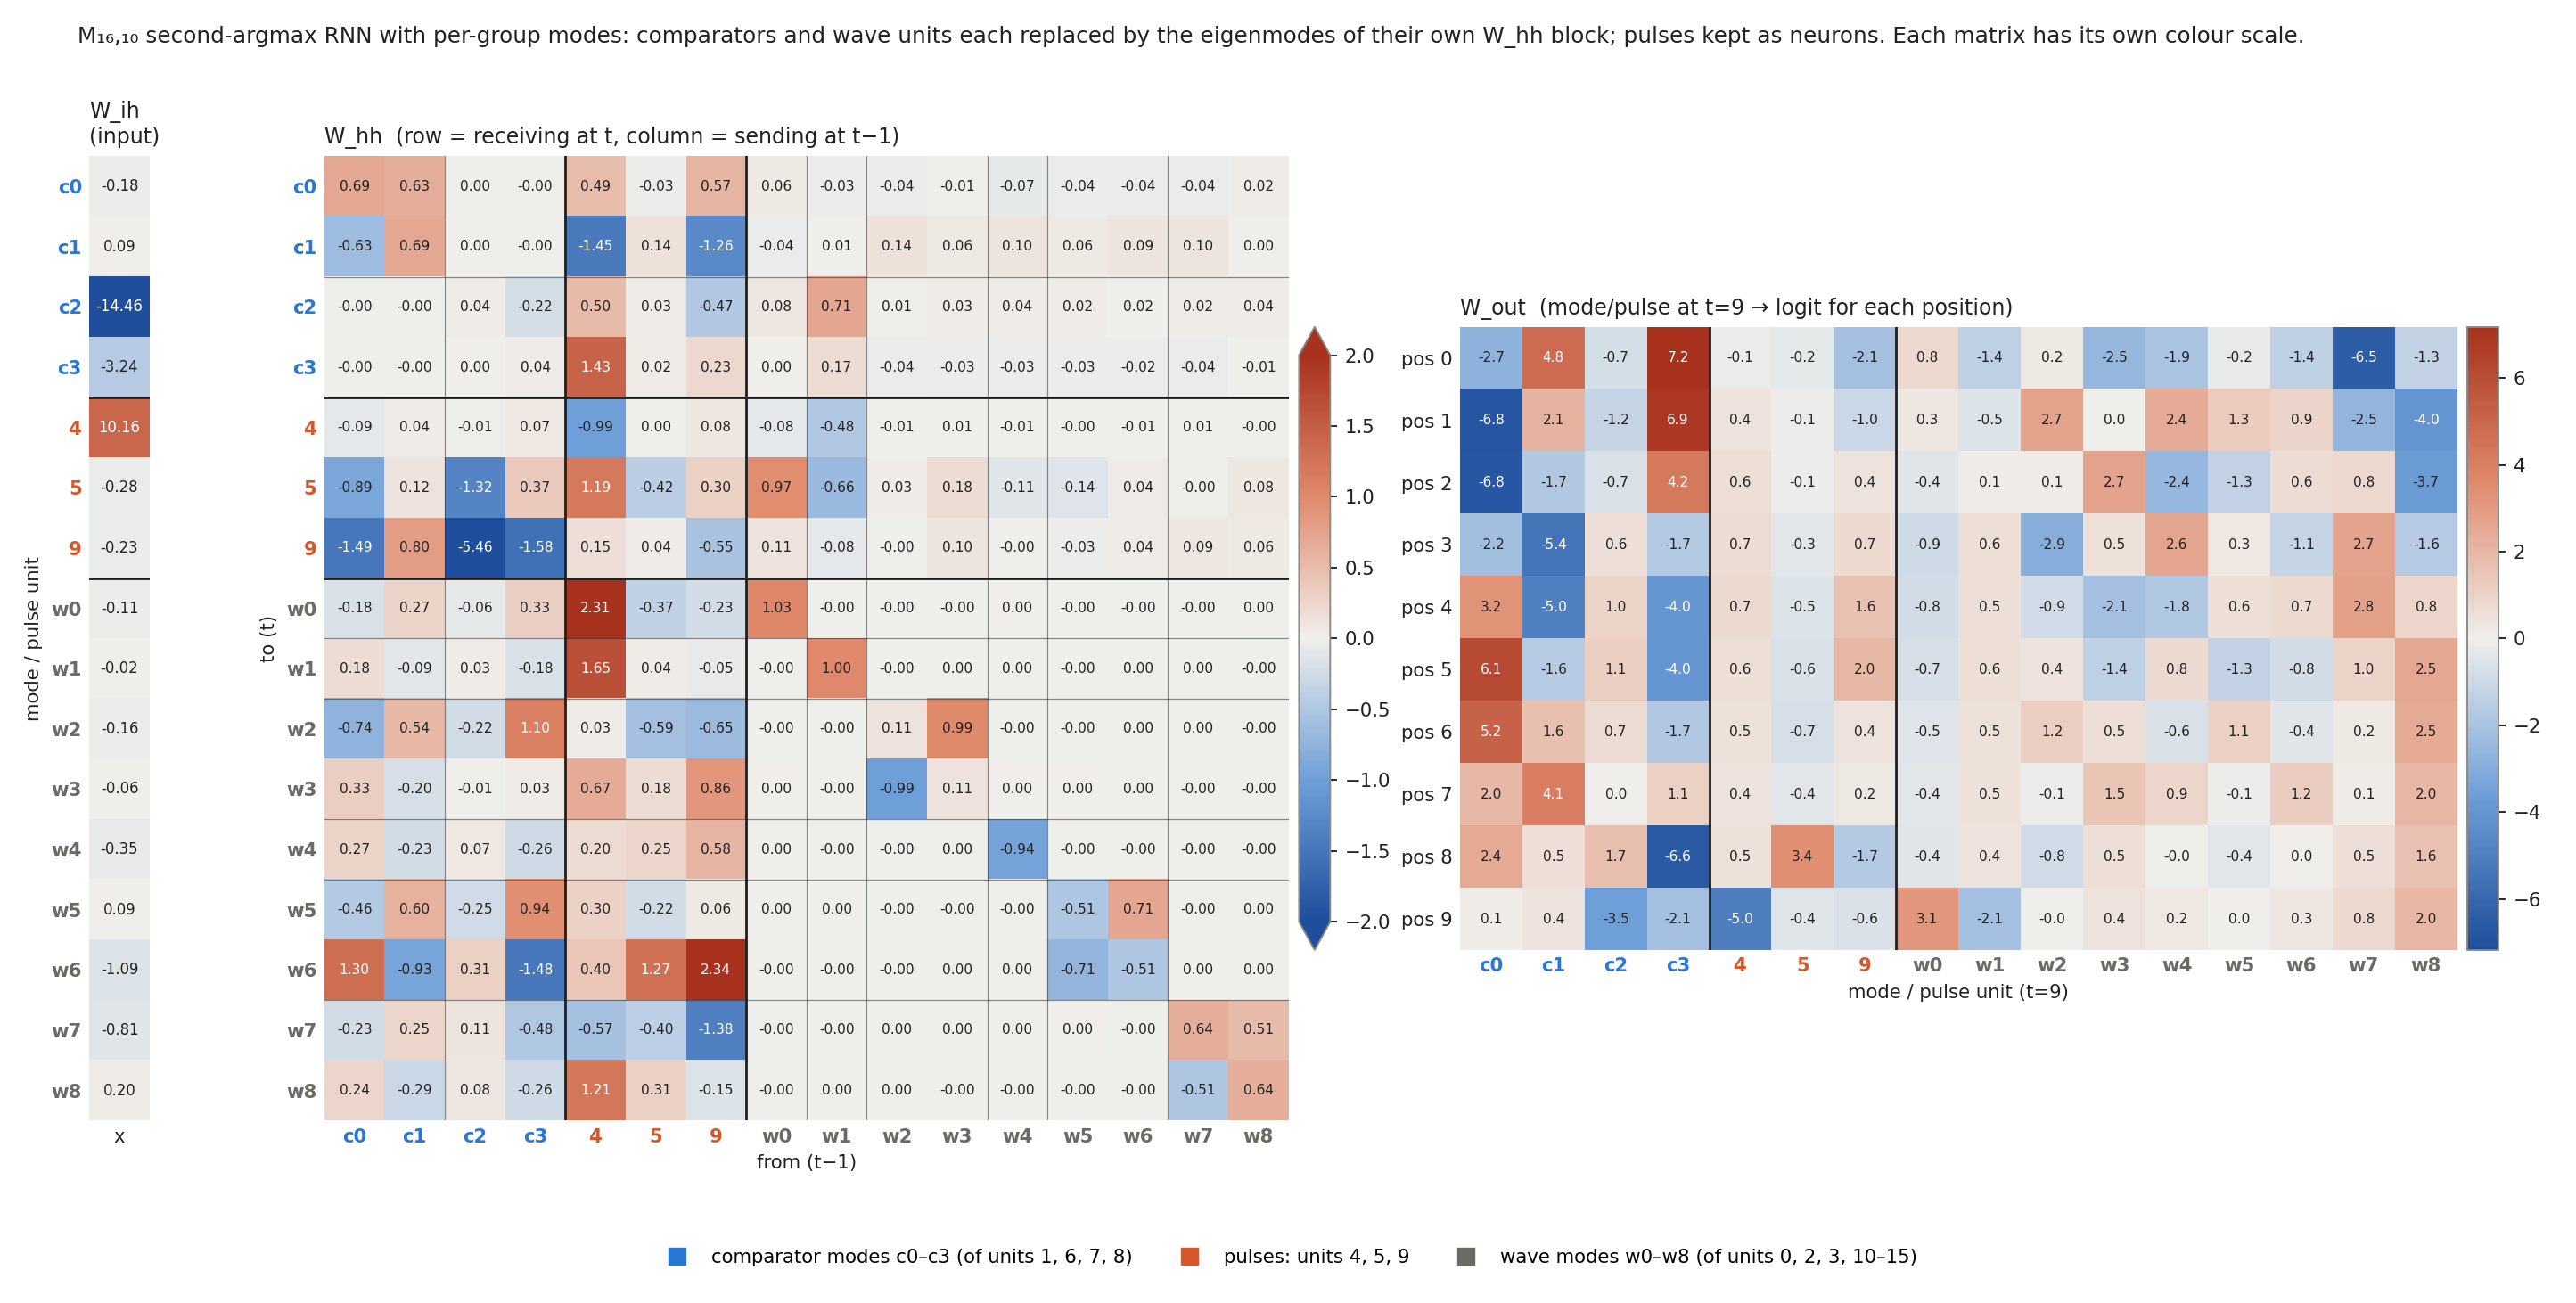 M₁₆,₁₀ second-argmax RNN with per-group modes: comparators and wave units each replaced by the eigenmodes of their own W_hh block; pulses kept as neurons. Each matrix has its own colour scale.
W_ih
(input)
W_hh  (row = receiving at t, column = sending at t−1)
W_out  (mode/pulse at t=9 → logit for each position)
mode / pulse unit
c0 -0.18
c1 0.09
c2 -14.46
c3 -3.24
4 10.16
5 -0.28
9 -0.23
w0 -0.11
w1 -0.02
w2 -0.16
w3 -0.06
w4 -0.35
w5 0.09
w6 -1.09
w7 -0.81
w8 0.20
x
to (t)
c0 0.69 0.63 0.00 -0.00 0.49 -0.03 0.57 0.06 -0.03 -0.04 -0.01 -0.07 -0.04 -0.04 -0.04 0.02
c1 -0.63 0.69 0.00 -0.00 -1.45 0.14 -1.26 -0.04 0.01 0.14 0.06 0.10 0.06 0.09 0.10 0.00
c2 -0.00 -0.00 0.04 -0.22 0.50 0.03 -0.47 0.08 0.71 0.01 0.03 0.04 0.02 0.02 0.02 0.04
c3 -0.00 -0.00 0.00 0.04 1.43 0.02 0.23 0.00 0.17 -0.04 -0.03 -0.03 -0.03 -0.02 -0.04 -0.01
4 -0.09 0.04 -0.01 0.07 -0.99 0.00 0.08 -0.08 -0.48 -0.01 0.01 -0.01 -0.00 -0.01 0.01 -0.00
5 -0.89 0.12 -1.32 0.37 1.19 -0.42 0.30 0.97 -0.66 0.03 0.18 -0.11 -0.14 0.04 -0.00 0.08
9 -1.49 0.80 -5.46 -1.58 0.15 0.04 -0.55 0.11 -0.08 -0.00 0.10 -0.00 -0.03 0.04 0.09 0.06
w0 -0.18 0.27 -0.06 0.33 2.31 -0.37 -0.23 1.03 -0.00 -0.00 -0.00 0.00 -0.00 -0.00 -0.00 0.00
w1 0.18 -0.09 0.03 -0.18 1.65 0.04 -0.05 -0.00 1.00 -0.00 0.00 0.00 0.00 0.00 0.00 -0.00
w2 -0.74 0.54 -0.22 1.10 0.03 -0.59 -0.65 -0.00 -0.00 0.11 0.99 -0.00 -0.00 0.00 0.00 0.00
w3 0.33 -0.20 -0.01 0.03 0.67 0.18 0.86 0.00 -0.00 -0.99 0.11 0.00 0.00 0.00 -0.00 -0.00
w4 0.27 -0.23 0.07 -0.26 0.20 0.25 0.58 0.00 -0.00 -0.00 0.00 -0.94 -0.00 -0.00 -0.00 -0.00
w5 -0.46 0.60 -0.25 0.94 0.30 -0.22 0.06 0.00 0.00 -0.00 -0.00 -0.00 -0.51 0.71 -0.00 0.00
w6 1.30 -0.93 0.31 -1.48 0.40 1.27 2.34 -0.00 -0.00 -0.00 0.00 0.00 -0.71 -0.51 0.00 0.00
w7 -0.23 0.25 0.11 -0.48 -0.57 -0.40 -1.38 -0.00 -0.00 0.00 0.00 0.00 0.00 -0.00 0.64 0.51
w8 0.24 -0.29 0.08 -0.26 1.21 0.31 -0.15 -0.00 0.00 0.00 -0.00 -0.00 -0.00 -0.00 -0.51 0.64
c0 c1 c2 c3 4 5 9 w0 w1 w2 w3 w4 w5 w6 w7 w8
from (t−1)
2.0
1.5
1.0
0.5
0.0
−0.5
−1.0
−1.5
−2.0
pos 0 -2.7 4.8 -0.7 7.2 -0.1 -0.2 -2.1 0.8 -1.4 0.2 -2.5 -1.9 -0.2 -1.4 -6.5 -1.3
pos 1 -6.8 2.1 -1.2 6.9 0.4 -0.1 -1.0 0.3 -0.5 2.7 0.0 2.4 1.3 0.9 -2.5 -4.0
pos 2 -6.8 -1.7 -0.7 4.2 0.6 -0.1 0.4 -0.4 0.1 0.1 2.7 -2.4 -1.3 0.6 0.8 -3.7
pos 3 -2.2 -5.4 0.6 -1.7 0.7 -0.3 0.7 -0.9 0.6 -2.9 0.5 2.6 0.3 -1.1 2.7 -1.6
pos 4 3.2 -5.0 1.0 -4.0 0.7 -0.5 1.6 -0.8 0.5 -0.9 -2.1 -1.8 0.6 0.7 2.8 0.8
pos 5 6.1 -1.6 1.1 -4.0 0.6 -0.6 2.0 -0.7 0.6 0.4 -1.4 0.8 -1.3 -0.8 1.0 2.5
pos 6 5.2 1.6 0.7 -1.7 0.5 -0.7 0.4 -0.5 0.5 1.2 0.5 -0.6 1.1 -0.4 0.2 2.5
pos 7 2.0 4.1 0.0 1.1 0.4 -0.4 0.2 -0.4 0.5 -0.1 1.5 0.9 -0.1 1.2 0.1 2.0
pos 8 2.4 0.5 1.7 -6.6 0.5 3.4 -1.7 -0.4 0.4 -0.8 0.5 -0.0 -0.4 0.0 0.5 1.6
pos 9 0.1 0.4 -3.5 -2.1 -5.0 -0.4 -0.6 3.1 -2.1 -0.0 0.4 0.2 0.0 0.3 0.8 2.0
c0 c1 c2 c3 4 5 9 w0 w1 w2 w3 w4 w5 w6 w7 w8
mode / pulse unit (t=9)
6
4
2
0
−2
−4
−6
comparator modes c0–c3 (of units 1, 6, 7, 8)
pulses: units 4, 5, 9
wave modes w0–w8 (of units 0, 2, 3, 10–15)